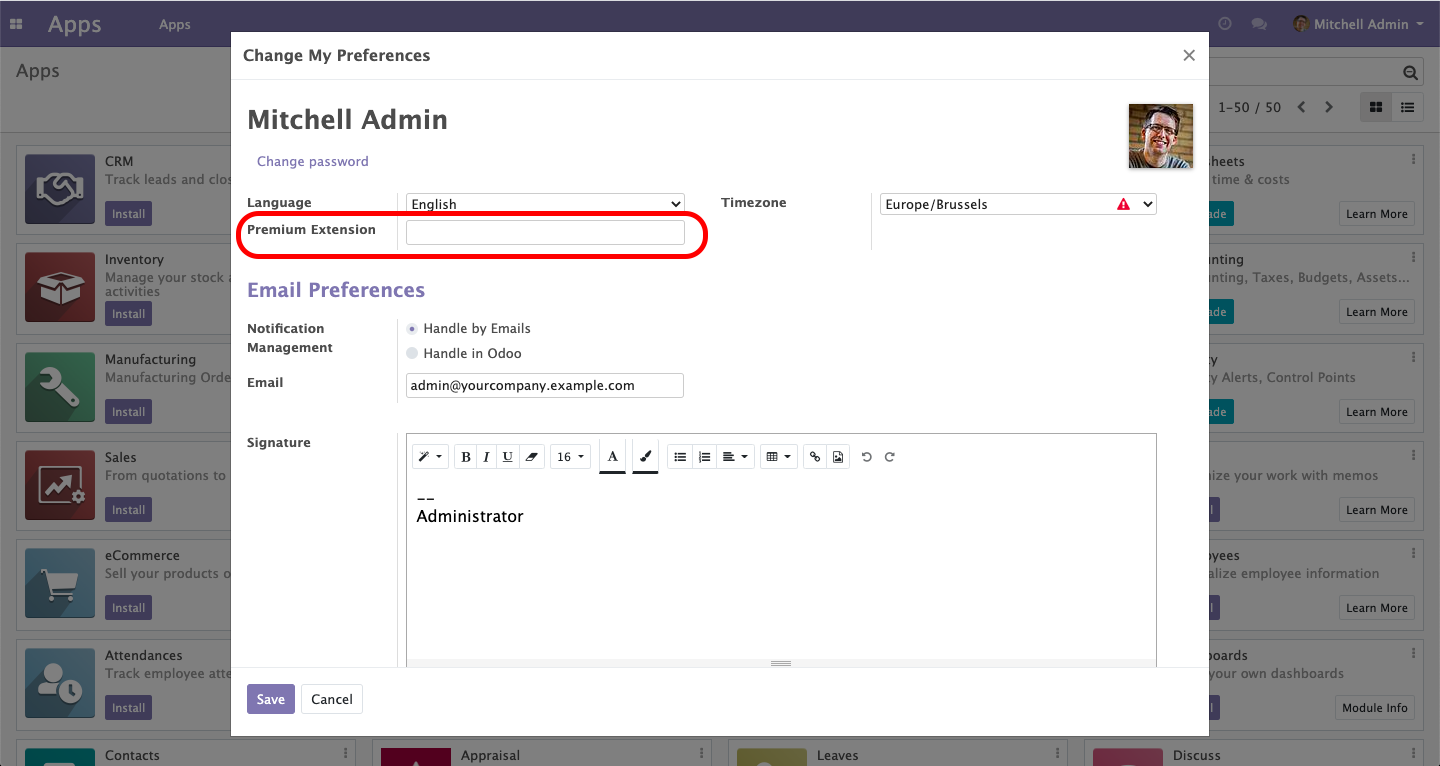 Apps
Apps
Mitchell Admin
Apps
1-50 / 50
Change My Preferences
×
Mitchell Admin
Change password
Language
English
Timezone
Europe/Brussels
Premium Extension
Email Preferences
Notification
Management
Handle by Emails
Handle in Odoo
Email
admin@yourcompany.example.com
Signature
B I U 16 A
--
Administrator
Save
Cancel
CRM
Track leads and clos
Install
Inventory
Manage your stock a
activities
Install
Manufacturing
Manufacturing Orde
Install
Sales
From quotations to
Install
eCommerce
Sell your products o
Install
Attendances
Track employee atte
Install
Contacts
Appraisal
Leaves
Discuss
sheets
time & costs
ade
Learn More
unting
nting, Taxes, Budgets, Assets...
ade
Learn More
ty
ty Alerts, Control Points
ade
Learn More
nize your work with memos
Learn More
oyees
alize employee information
Learn More
boards
your own dashboards
Module Info